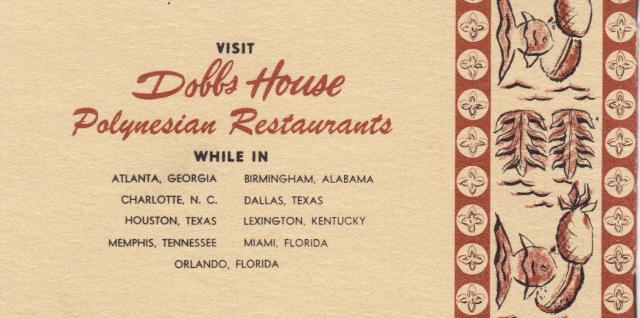 VISIT
Dobbs House
Polynesian Restaurants
WHILE IN
ATLANTA, GEORGIA BIRMINGHAM, ALABAMA
CHARLOTTE, N. C. DALLAS, TEXAS
HOUSTON, TEXAS LEXINGTON, KENTUCKY
MEMPHIS, TENNESSEE MIAMI, FLORIDA
ORLANDO, FLORIDA